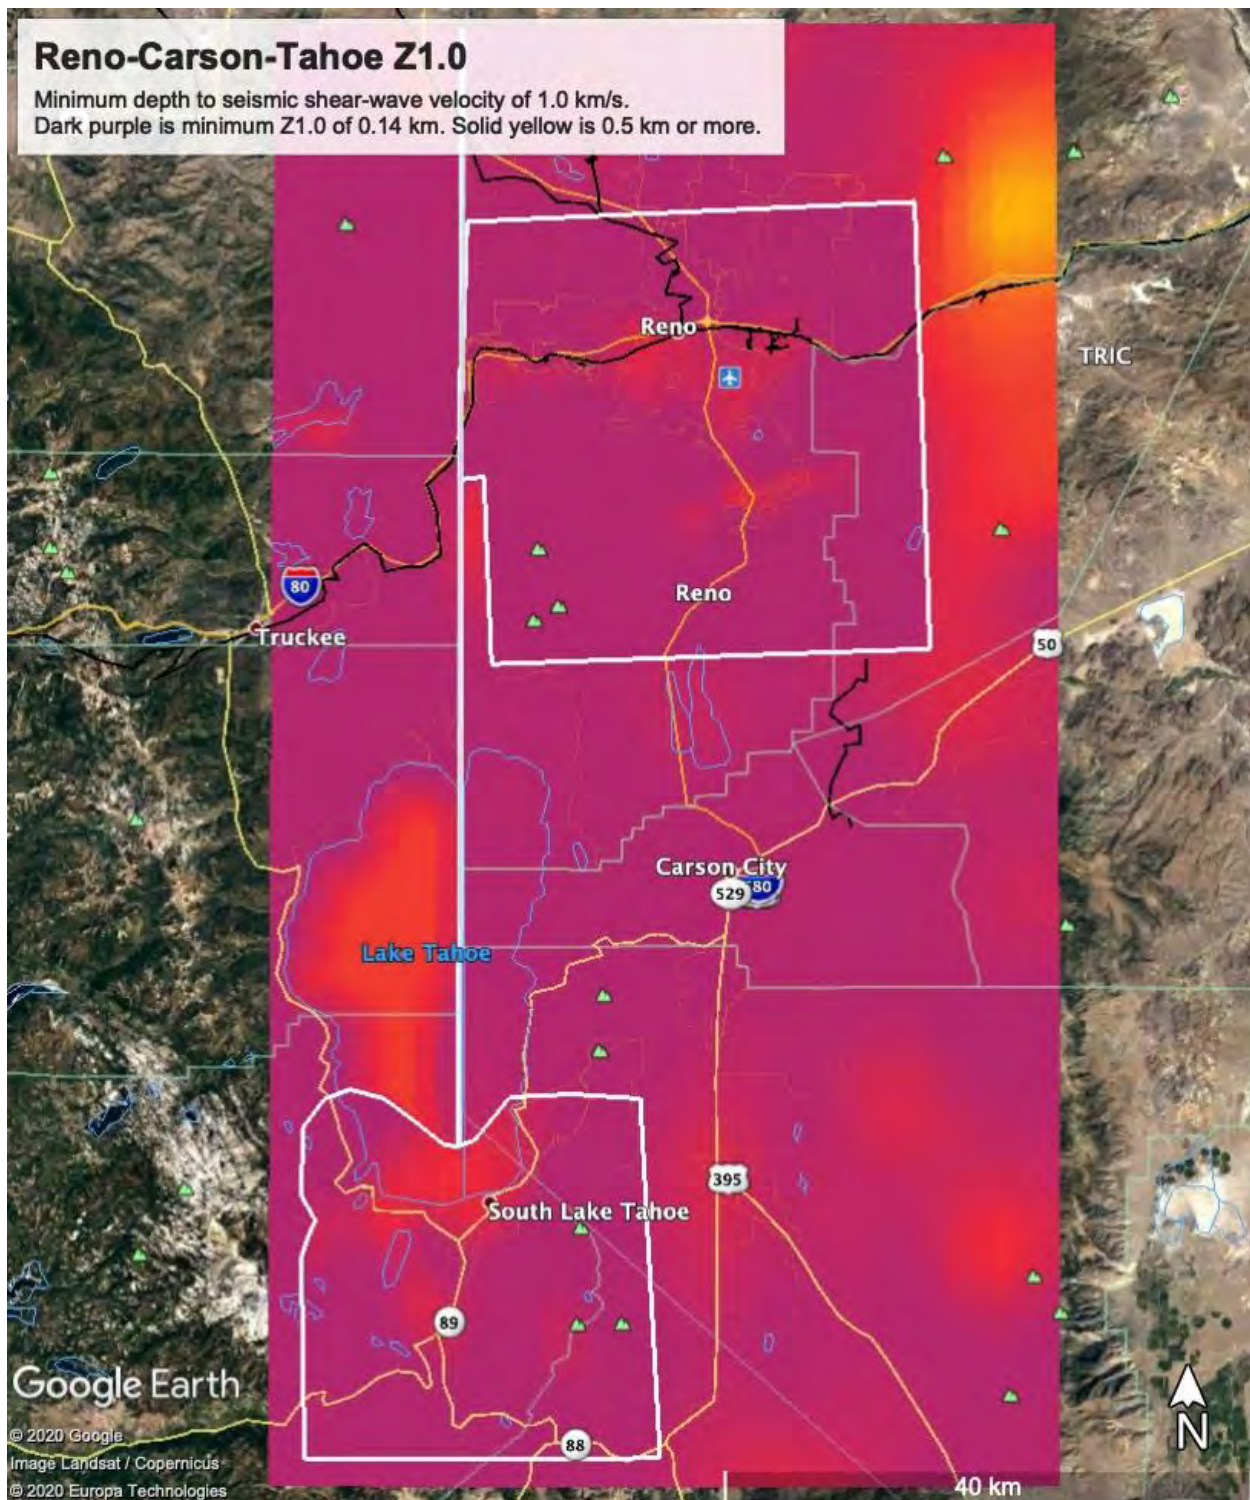 Reno-Carson-Tahoe Z1.0
Minimum depth to seismic shear-wave velocity of 1.0 km/s.
Dark purple is minimum Z1.0 of 0.14 km. Solid yellow is 0.5 km or more.
Reno
TRIC
80
Truckee
Reno
50
Carson City
529
80
Lake Tahoe
395
South Lake Tahoe
89
Google Earth
88
N
© 2020 Google
Image Landsat / Copernicus
© 2020 Europa Technologies
40 km